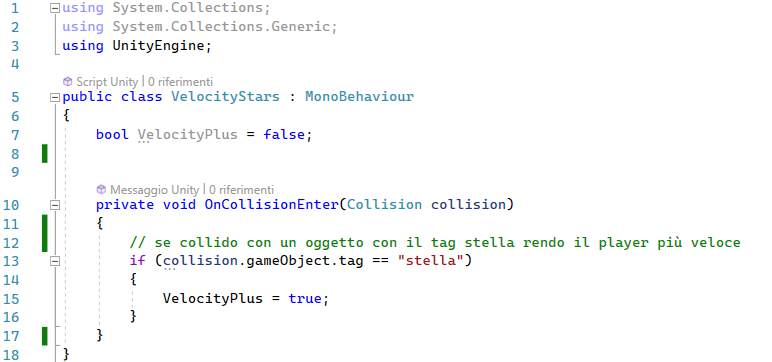 1 using System.Collections;
2 using System.Collections.Generic;
3 using UnityEngine;
4
Script Unity | 0 riferimenti
5 public class VelocityStars : MonoBehaviour
6 {
7 bool VelocityPlus = false;
8
9
Messaggio Unity | 0 riferimenti
10 private void OnCollisionEnter(Collision collision)
11 {
12 // se collido con un oggetto con il tag stella rendo il player più veloce
13 if (collision.gameObject.tag == "stella")
14 {
15 VelocityPlus = true;
16 }
17 }
18 }